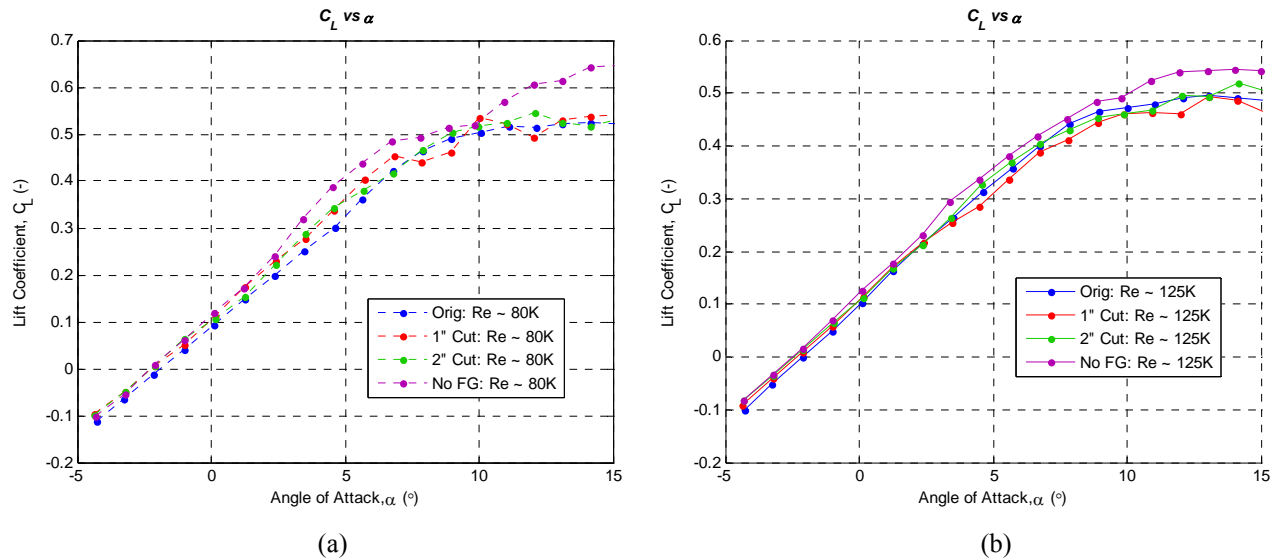 C_L vs α
0.7
0.6
0.5
0.4
0.3
0.2
0.1
0
-0.1
-0.2
Lift Coefficient, C_L (-)
-5
0
5
10
15
Angle of Attack,α (°)
Orig: Re ~ 80K
1" Cut: Re ~ 80K
2" Cut: Re ~ 80K
No FG: Re ~ 80K
(a)
C_L vs α
0.6
0.5
0.4
0.3
0.2
0.1
0
-0.1
-0.2
Lift Coefficient, C_L (-)
-5
0
5
10
15
Angle of Attack,α (°)
Orig: Re ~ 125K
1" Cut: Re ~ 125K
2" Cut: Re ~ 125K
No FG: Re ~ 125K
(b)